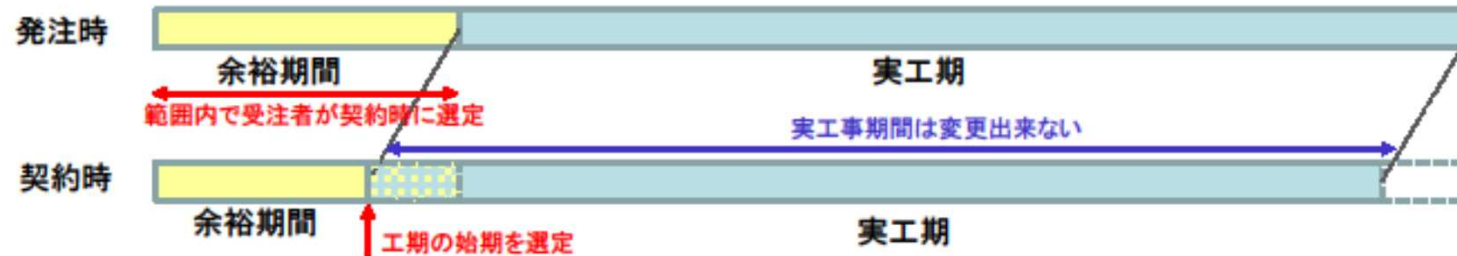 発注時
余裕期間
実工期
範囲内で受注者が契約時に選定
実工事期間は変更出来ない
契約時
余裕期間
実工期
工期の始期を選定